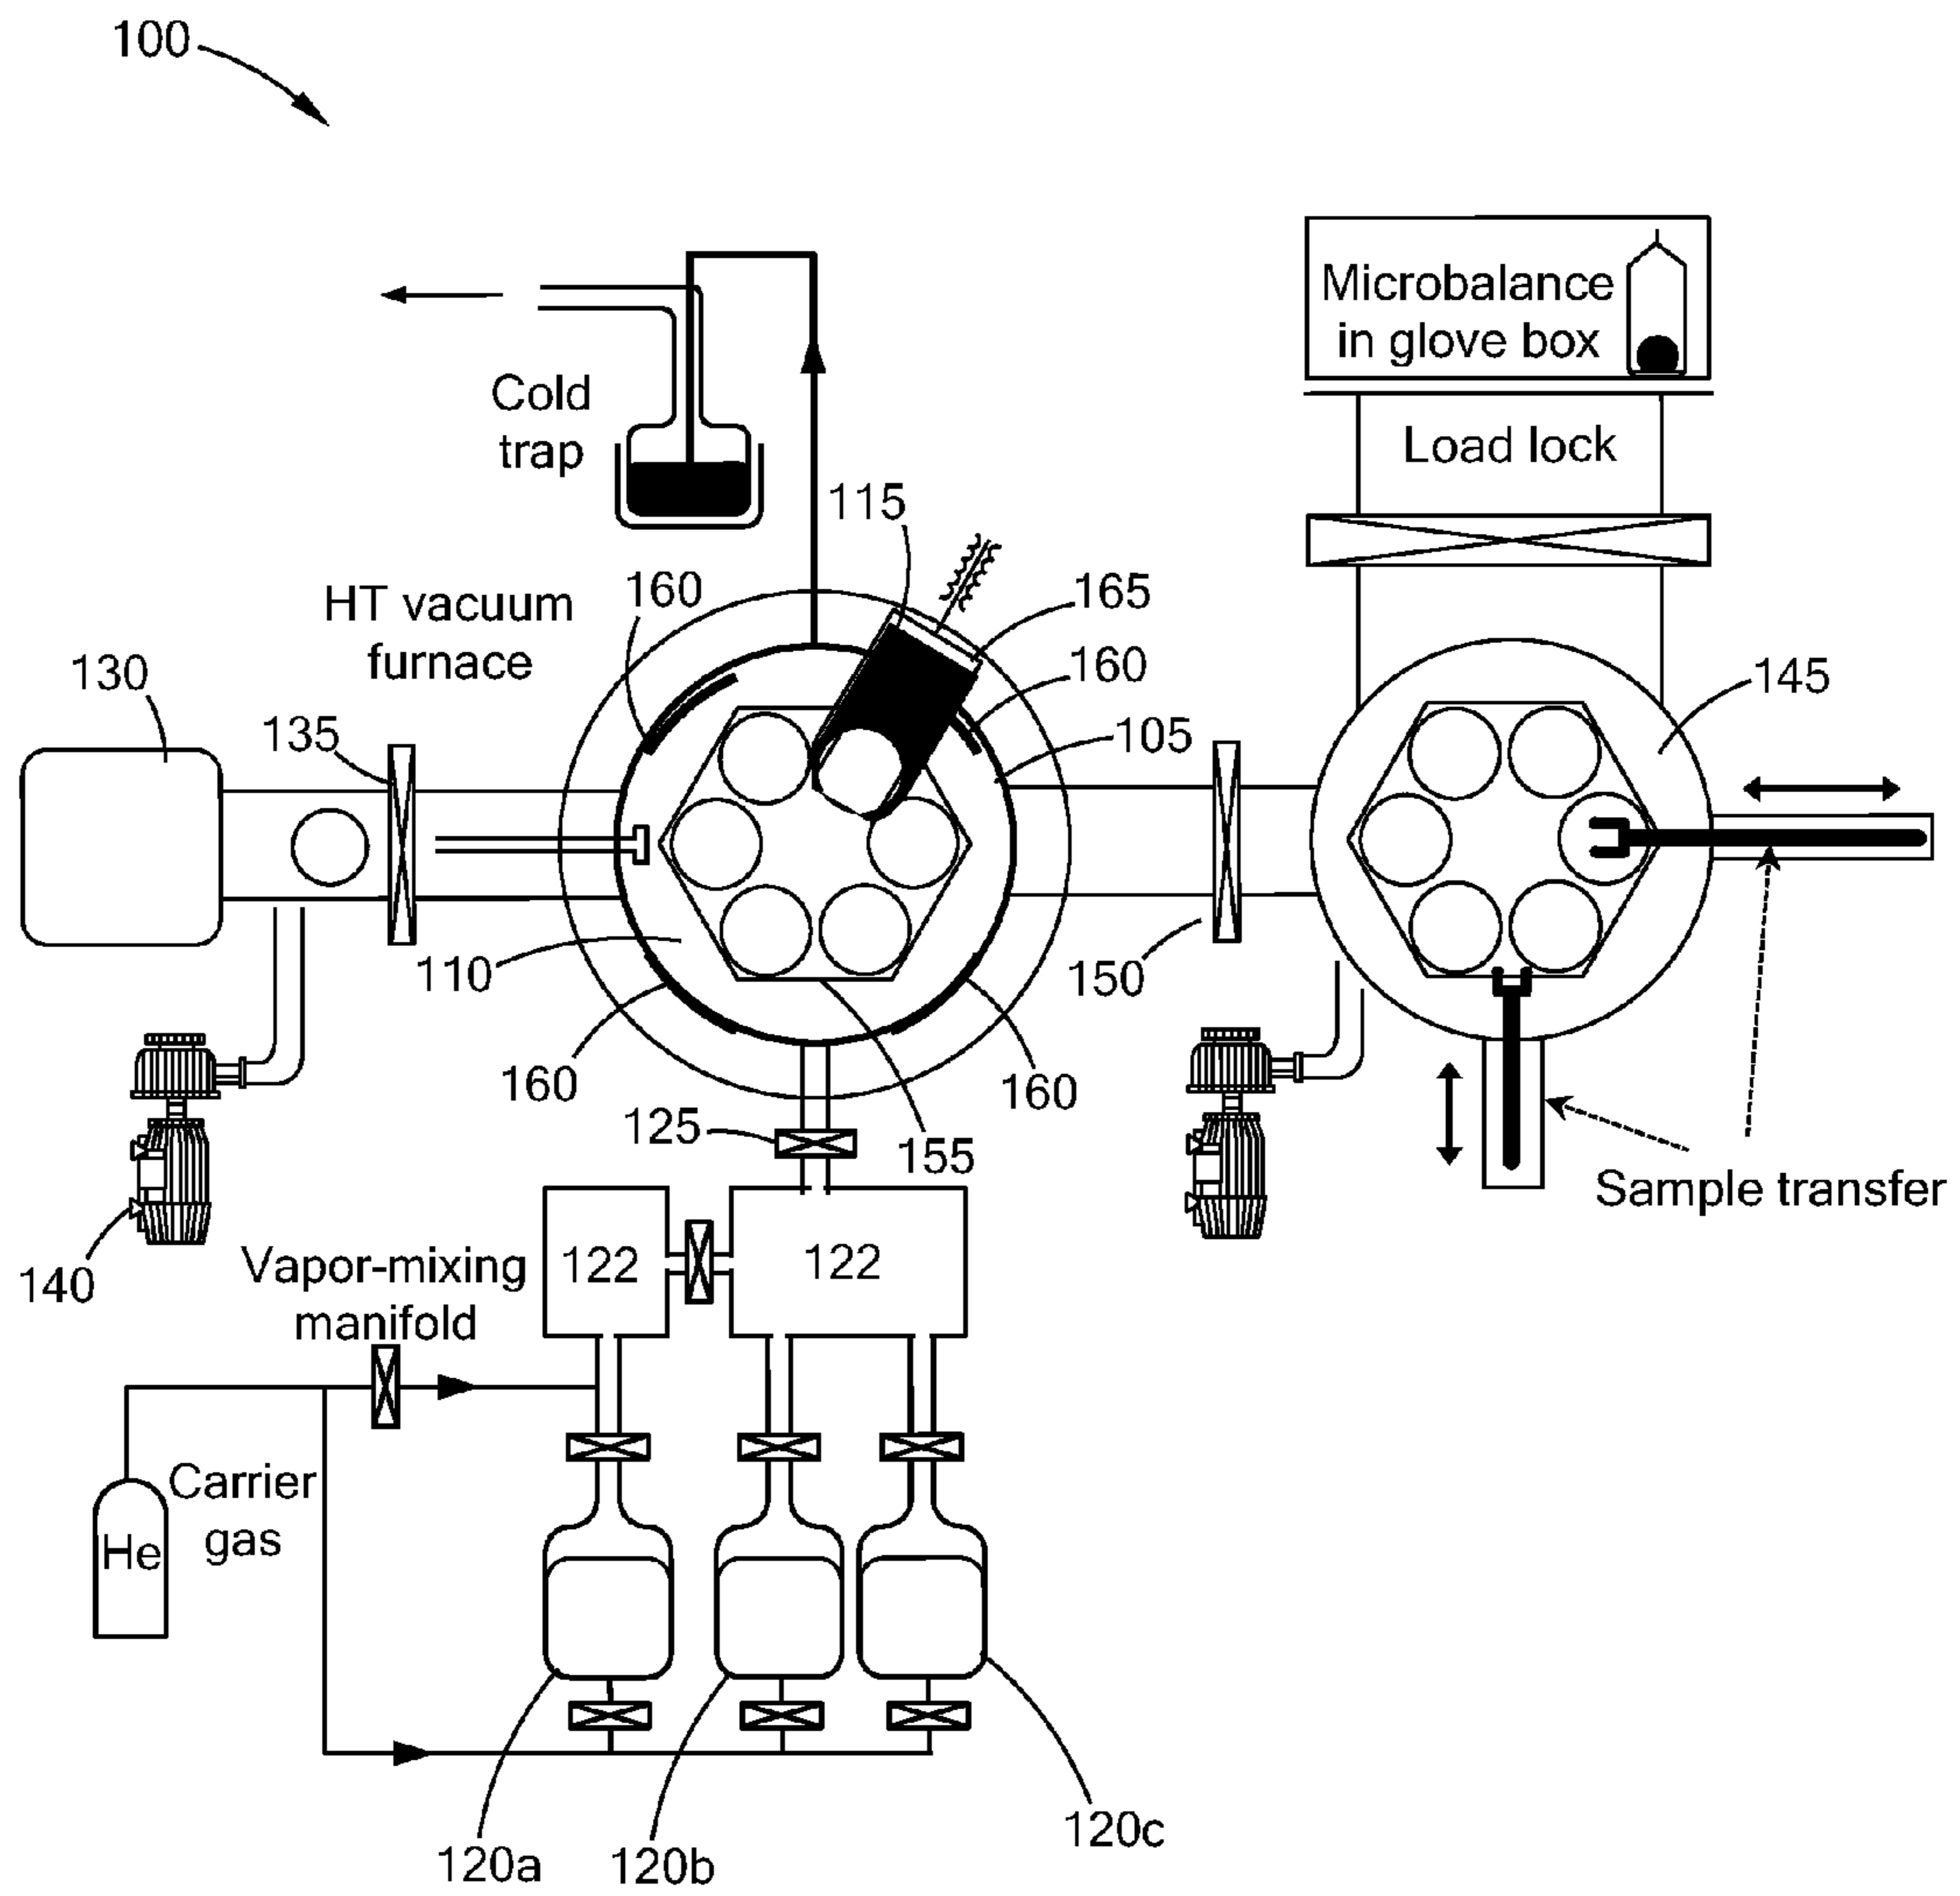 100
Microbalance
in glove box
Cold
trap
Load lock
115
HT vacuum
furnace
160
165
160
130
135
105
145
110
150
160
160
125
155
Sample transfer
140
Vapor-mixing
manifold
122
122
Carrier
gas
He
120a
120b
120c